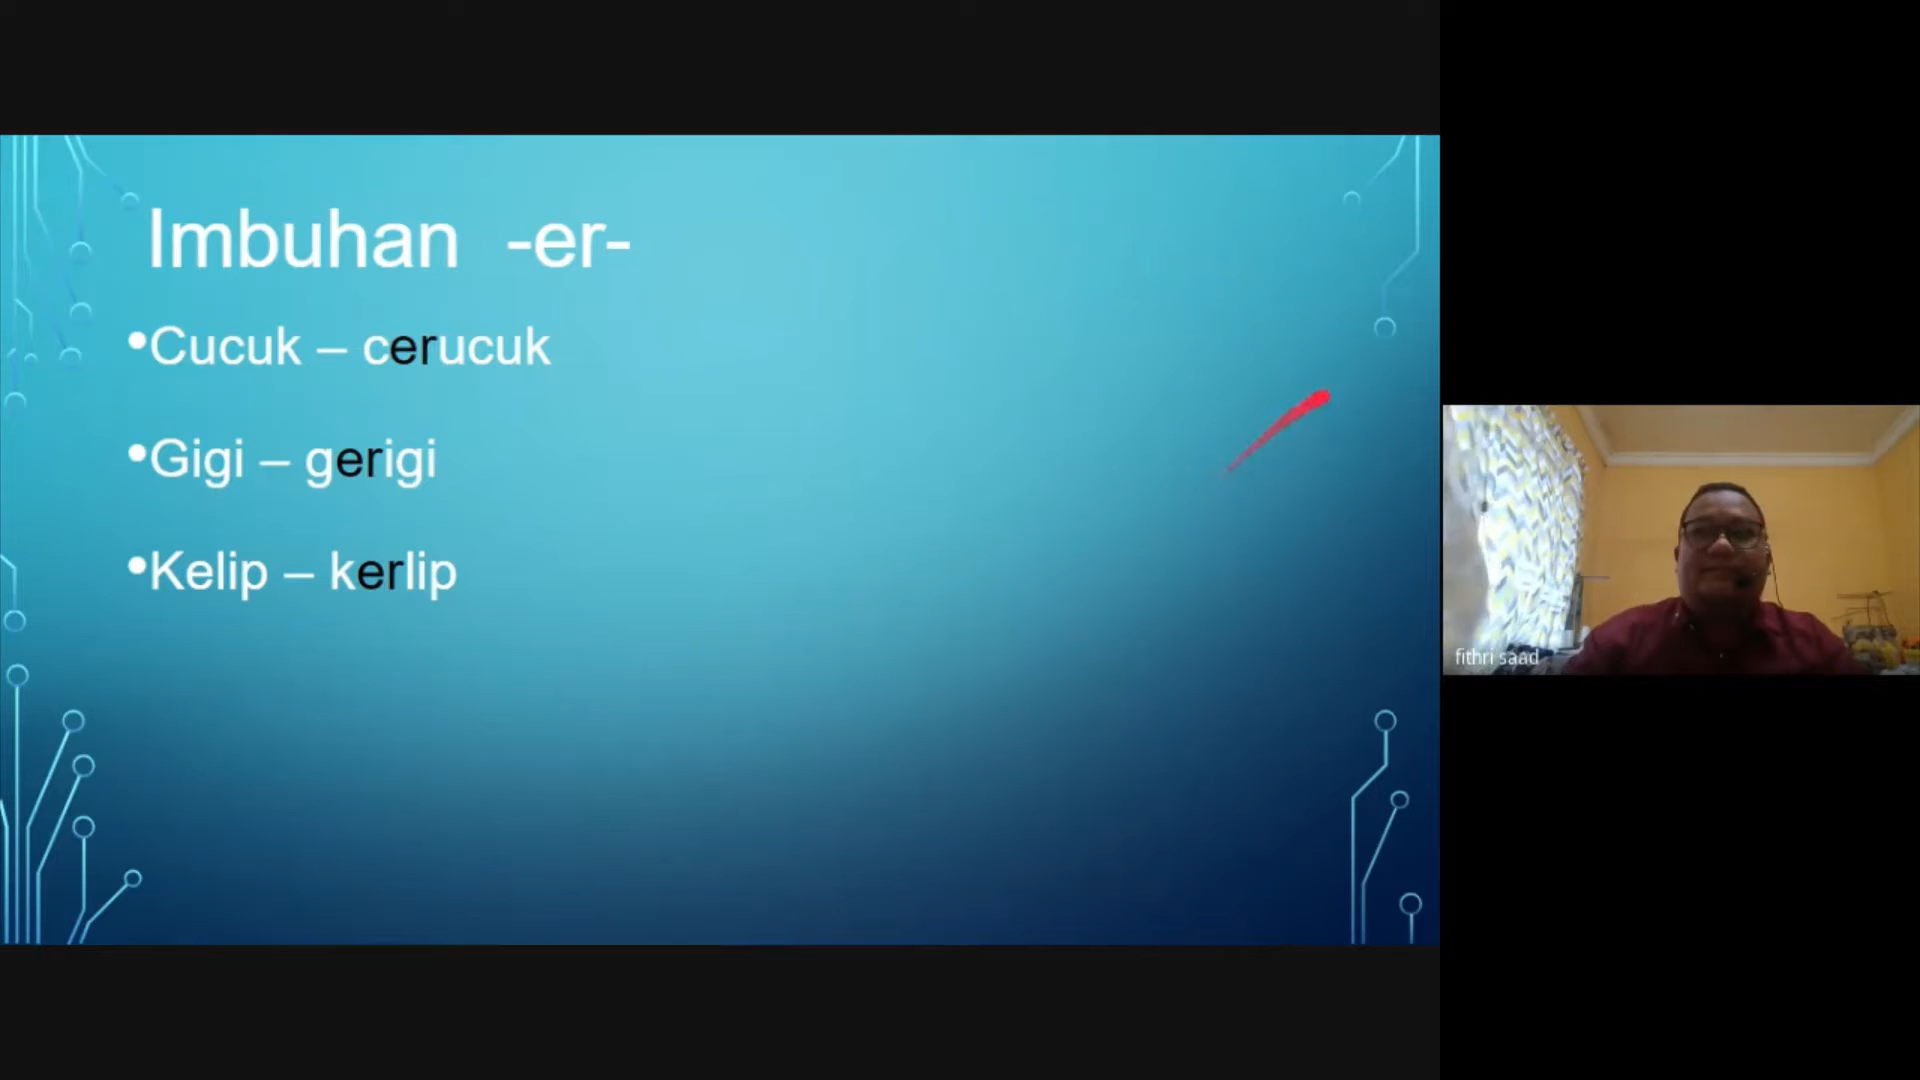 Imbuhan -er-
•Cucuk – cerucuk
•Gigi – gerigi
•Kelip – kerlip
fithri saad